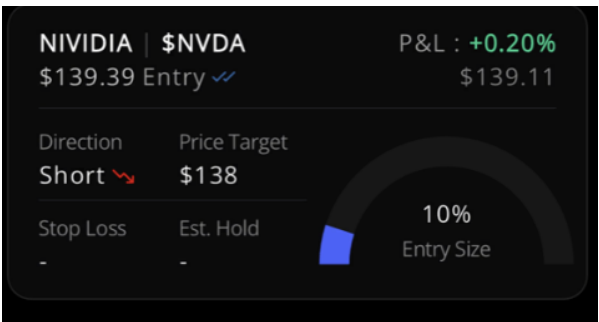 NIVIDIA | $NVDA P&L : +0.20%
$139.39 Entry $139.11
Direction Price Target
Short $138
Stop Loss Est. Hold
- -
10%
Entry Size